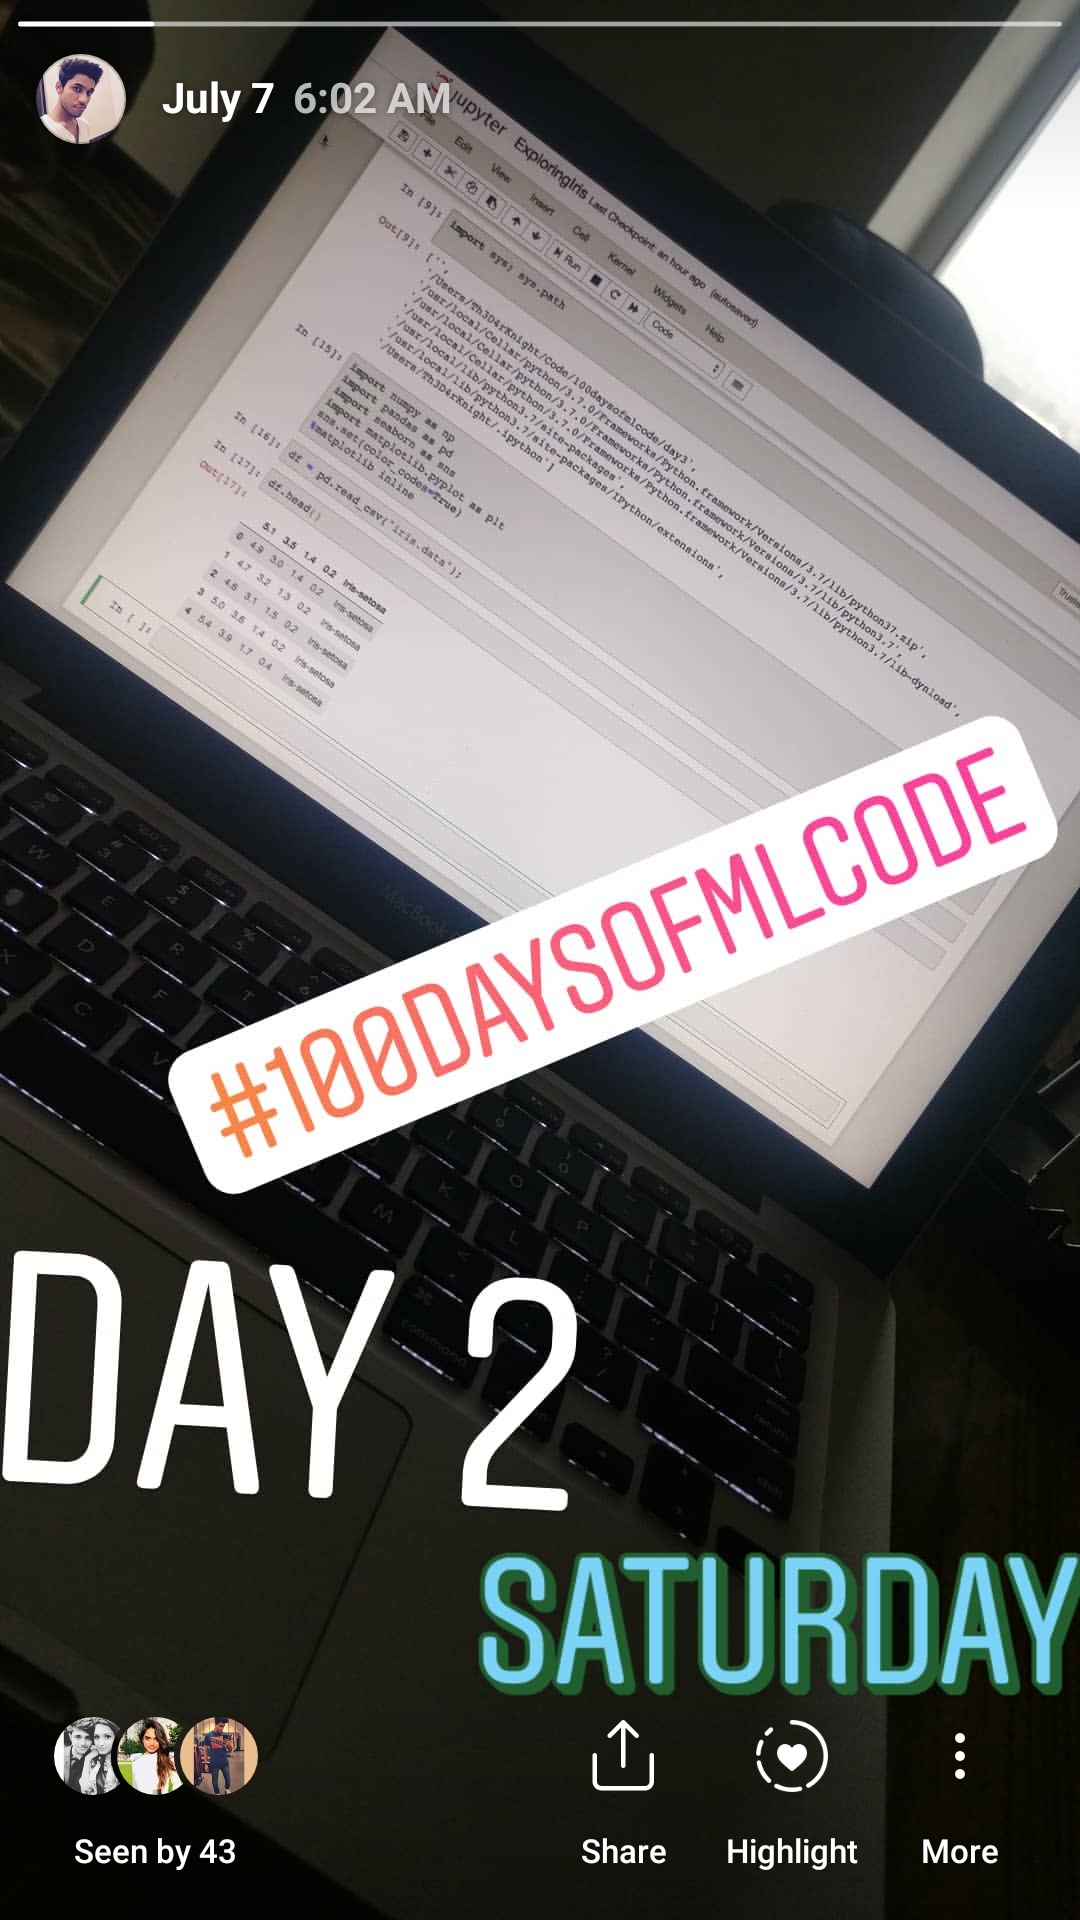 July 7 6:02 AM
jupyter ExploringIris Last Checkpoint: an hour ago (autosaved)
File Edit View Insert Cell Kernel Widgets Help
Run Code
In [9]: import sys; sys.path
Out[9]: ['',
'/Users/Th3D4rKnight/Code/100daysofmlcode/day3',
'/usr/local/Cellar/python/3.7.0/Frameworks/Python.framework/Versions/3.7/lib/python37.zip',
'/usr/local/Cellar/python/3.7.0/Frameworks/Python.framework/Versions/3.7/lib/python3.7',
'/usr/local/Cellar/python/3.7.0/Frameworks/Python.framework/Versions/3.7/lib/python3.7/lib-dynload',
'/usr/local/lib/python3.7/site-packages',
'/usr/local/lib/python3.7/site-packages/IPython/extensions',
'/Users/Th3D4rKnight/.ipython']
In [15]: import numpy as np
import pandas as pd
import seaborn as sns
import matplotlib.pyplot as plt
sns.set(color_codes=True)
%matplotlib inline
In [16]: df = pd.read_csv("iris.data");
In [17]: df.head()
Out[17]:
5.1 3.5 1.4 0.2 Iris-setosa
0 4.9 3.0 1.4 0.2 Iris-setosa
1 4.7 3.2 1.3 0.2 Iris-setosa
2 4.6 3.1 1.5 0.2 Iris-setosa
3 5.0 3.6 1.4 0.2 Iris-setosa
4 5.4 3.9 1.7 0.4 Iris-setosa
In [ ]:
#100DAYSOFMLCODE
DAY 2
SATURDAY
Seen by 43
Share
Highlight
More